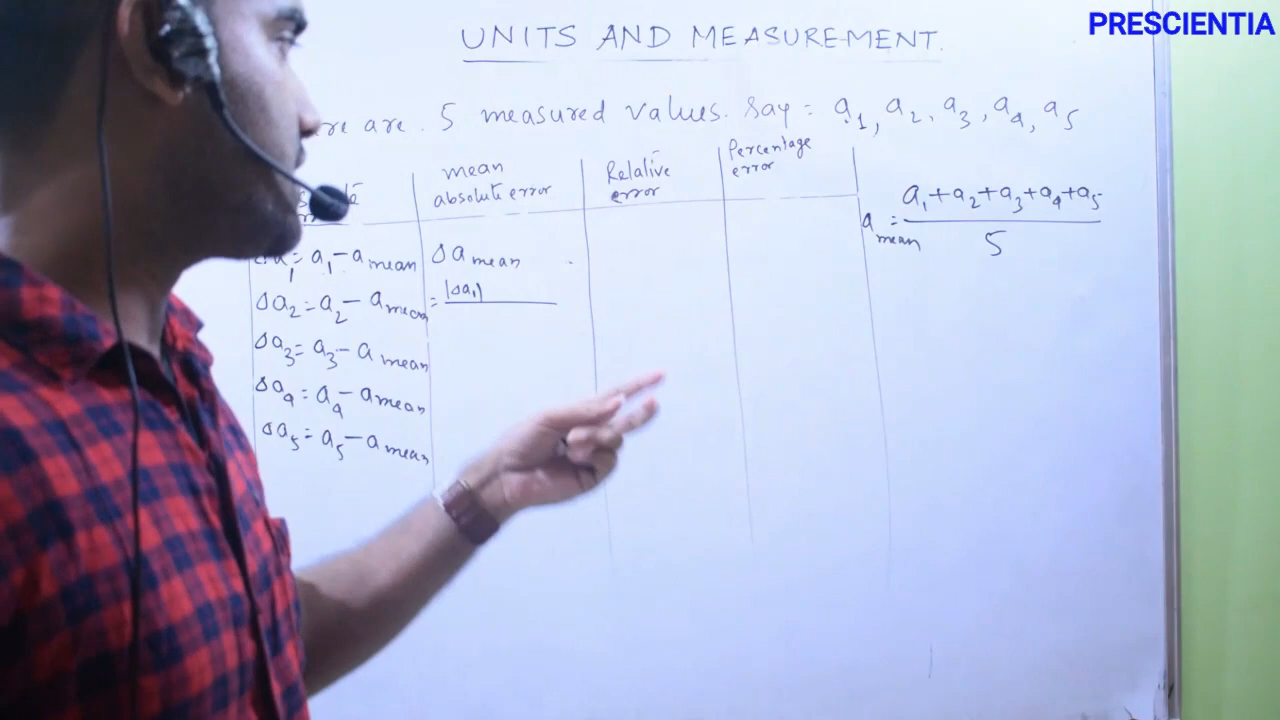 PRESCIENTIA
UNITS AND MEASUREMENT.
are. 5 measured values. Say: a₁, a₂, a₃, a₄, a₅
mean absolute error
Relative error
Percentage error
a mean = a₁+a₂+a₃+a₄+a₅ / 5
Δa₁ = a₁ - a mean
Δa₂ = a₂ - a mean
Δa₃ = a₃ - a mean
Δa₄ = a₄ - a mean
Δa₅ = a₅ - a mean
Δa mean
= |Δa₁|